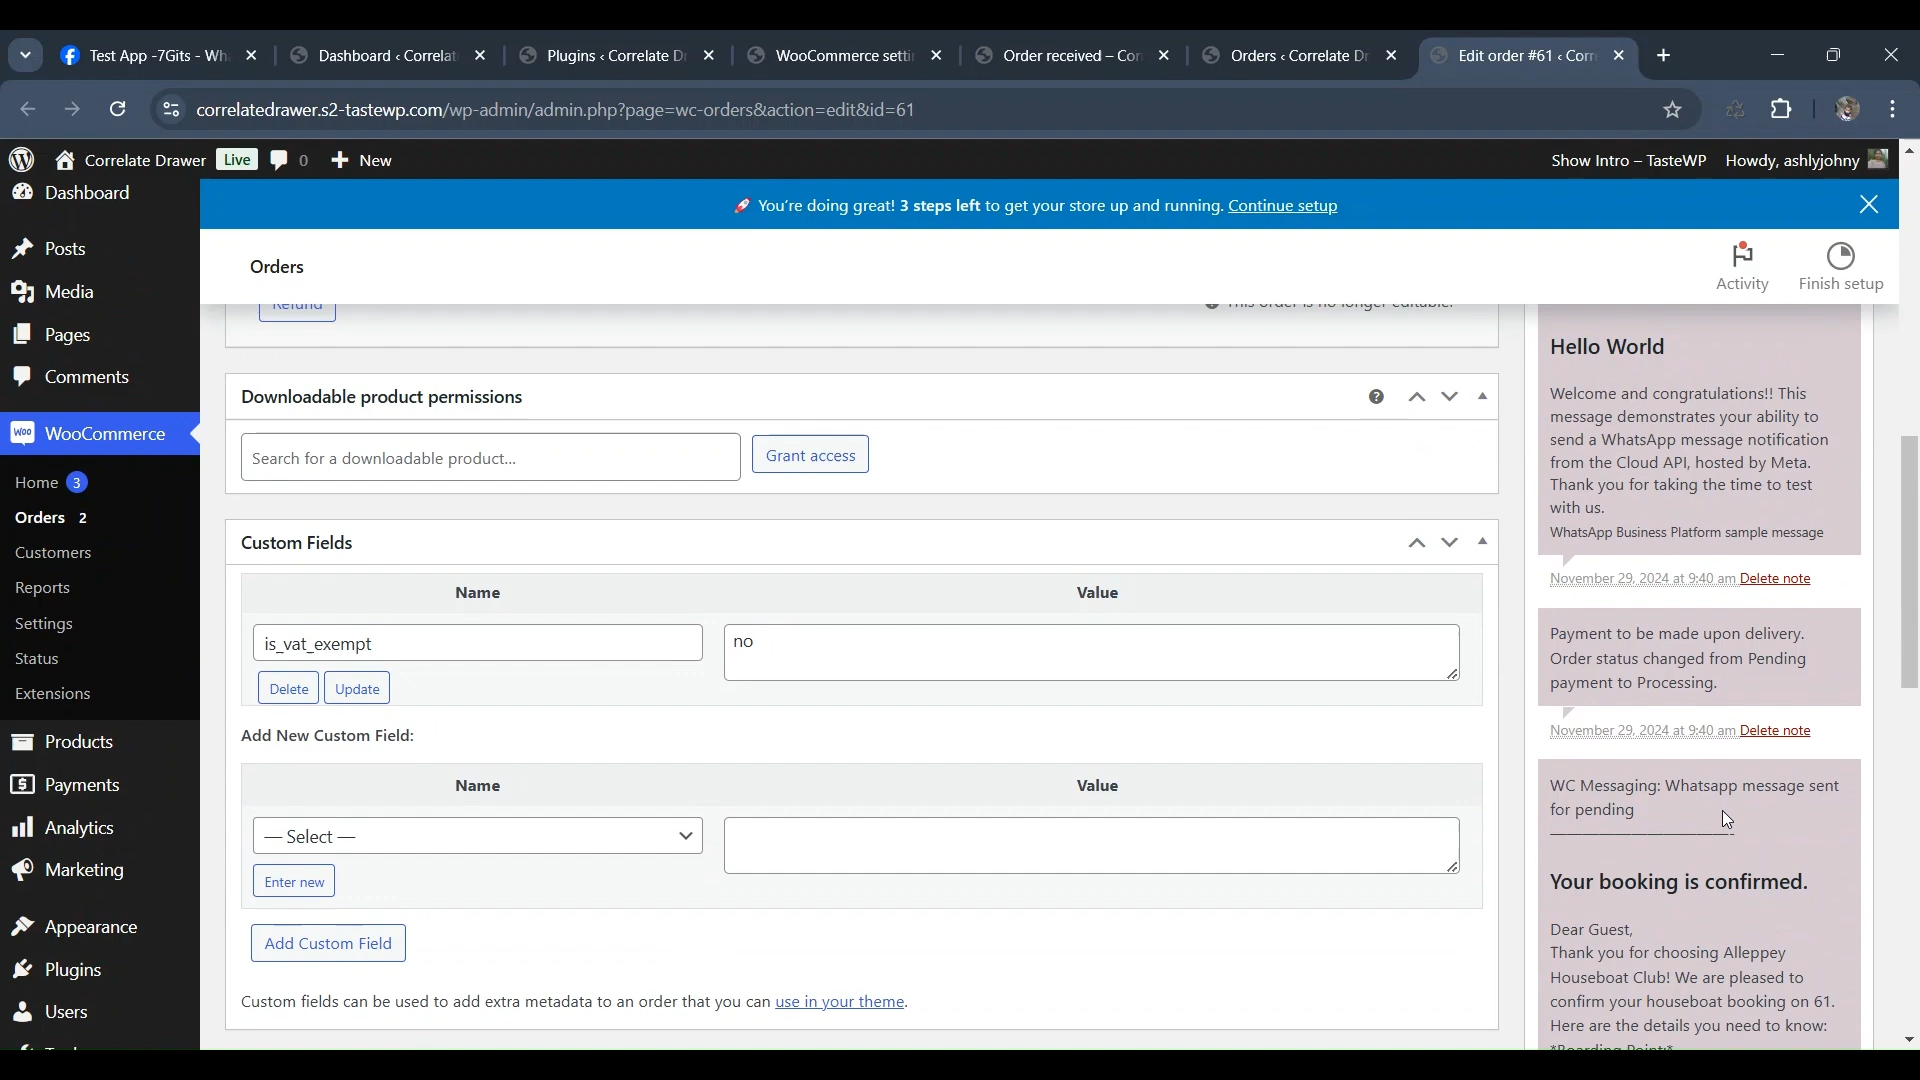 Test App -7Gits - Wh
Dashboard ‹ Correlat
Plugins ‹ Correlate D
WooCommerce setti
Order received – Cor
Orders ‹ Correlate Dr
Edit order #61 ‹ Corr
correlatedrawer.s2-tastewp.com/wp-admin/admin.php?page=wc-orders&action=edit&id=61
Correlate Drawer
Live
0
New
Show Intro – TasteWP
Howdy, ashlyjohny
Dashboard
Posts
Media
Pages
Comments
Woo
WooCommerce
Home 3
Orders 2
Customers
Reports
Settings
Status
Extensions
Products
Payments
Analytics
Marketing
Appearance
Plugins
Users
🚀 You're doing great! 3 steps left to get your store up and running. Continue setup
Orders
Activity
Finish setup
Refund
This order is no longer editable.
Downloadable product permissions
Search for a downloadable product...
Grant access
Custom Fields
Name
Value
is_vat_exempt
no
Delete
Update
Add New Custom Field:
Name
Value
— Select —
Enter new
Add Custom Field
Custom fields can be used to add extra metadata to an order that you can use in your theme.
Hello World
Welcome and congratulations!! This
message demonstrates your ability to
send a WhatsApp message notification
from the Cloud API, hosted by Meta.
Thank you for taking the time to test
with us.
WhatsApp Business Platform sample message
November 29, 2024 at 9:40 am Delete note
Payment to be made upon delivery.
Order status changed from Pending
payment to Processing.
November 29, 2024 at 9:40 am Delete note
WC Messaging: Whatsapp message sent
for pending
————————————-
Your booking is confirmed.
Dear Guest,
Thank you for choosing Alleppey
Houseboat Club! We are pleased to
confirm your houseboat booking on 61.
Here are the details you need to know:
*Boarding Point:*